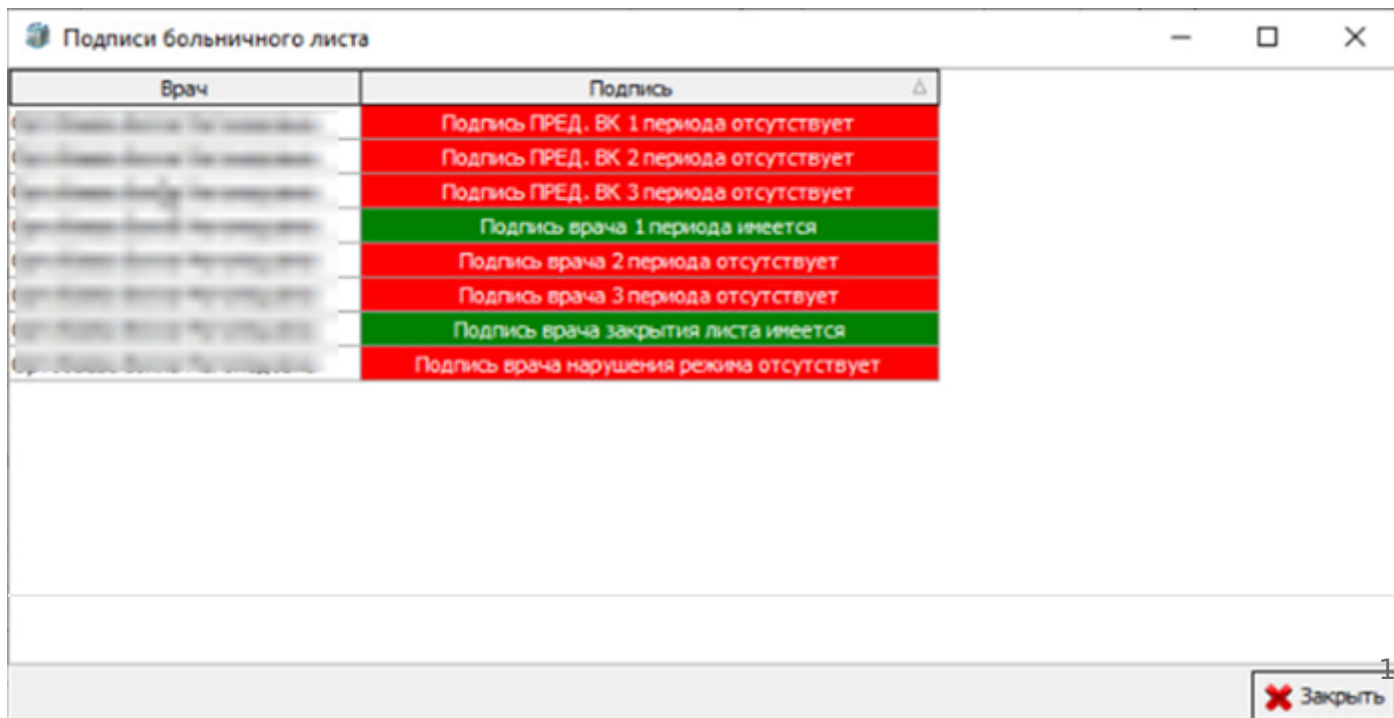 Подписи больничного листа
Врач Подпись
Подпись ПРЕД. ВК 1 периода отсутствует
Подпись ПРЕД. ВК 2 периода отсутствует
Подпись ПРЕД. ВК 3 периода отсутствует
Подпись врача 1 периода имеется
Подпись врача 2 периода отсутствует
Подпись врача 3 периода отсутствует
Подпись врача закрытия листа имеется
Подпись врача нарушения режима отсутствует
1
Закрыть